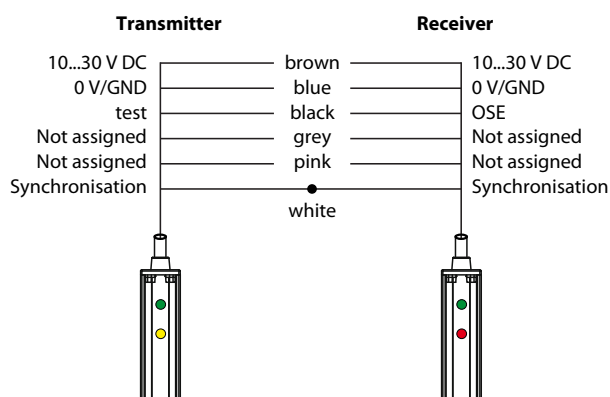 Transmitter Receiver
10...30 V DC brown 10...30 V DC
0 V/GND blue 0 V/GND
test black OSE
Not assigned grey Not assigned
Not assigned pink Not assigned
Synchronisation Synchronisation
white